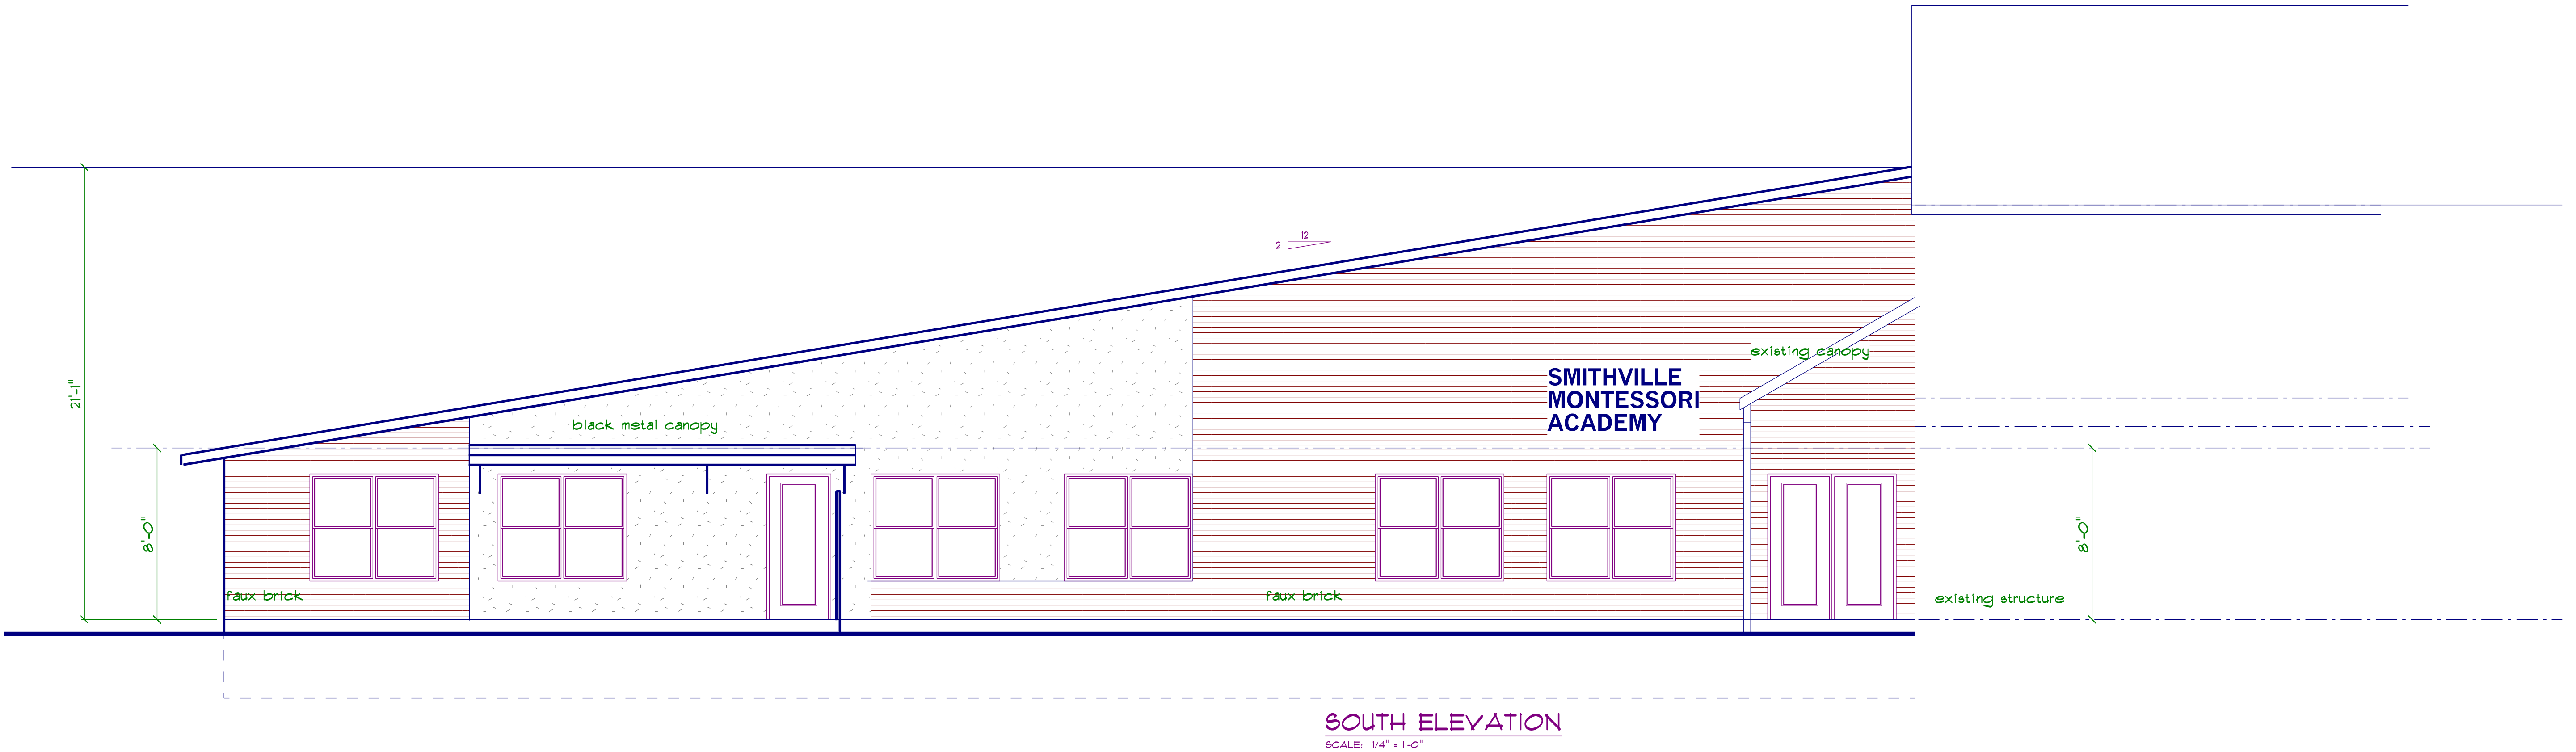 12
2
existing canopy
SMITHVILLE
MONTESSORI
ACADEMY
21'-1"
black metal canopy
8'-0"
8'-0"
faux brick
faux brick
existing structure
SOUTH ELEVATION
SCALE: 1/4" = 1'-0"